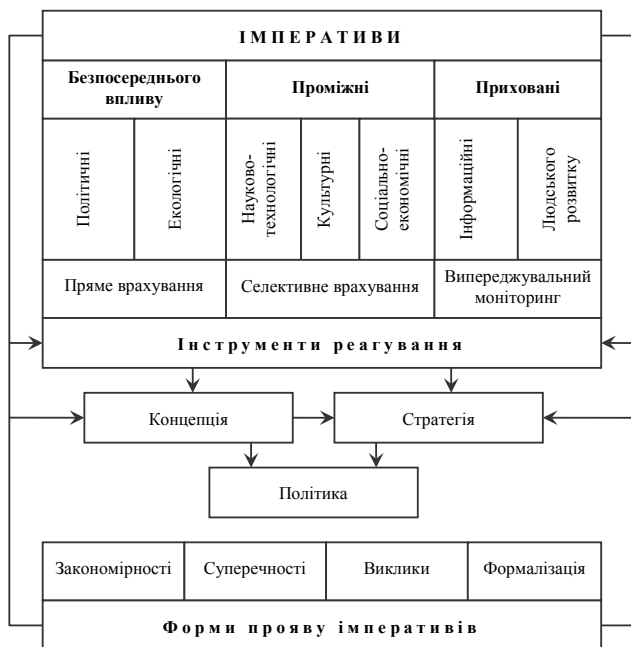 ІМПЕРАТИВИ
Безпосереднього
впливу
Проміжні
Приховані
Політичні
Екологічні
Науково-
технологічні
Культурні
Соціально-
економічні
Інформаційні
Людського
розвитку
Пряме врахування
Селективне врахування
Випереджувальний
моніторинг
Інструменти реагування
Концепція
Стратегія
Політика
Закономірності
Суперечності
Виклики
Формалізація
Форми прояву імперативів